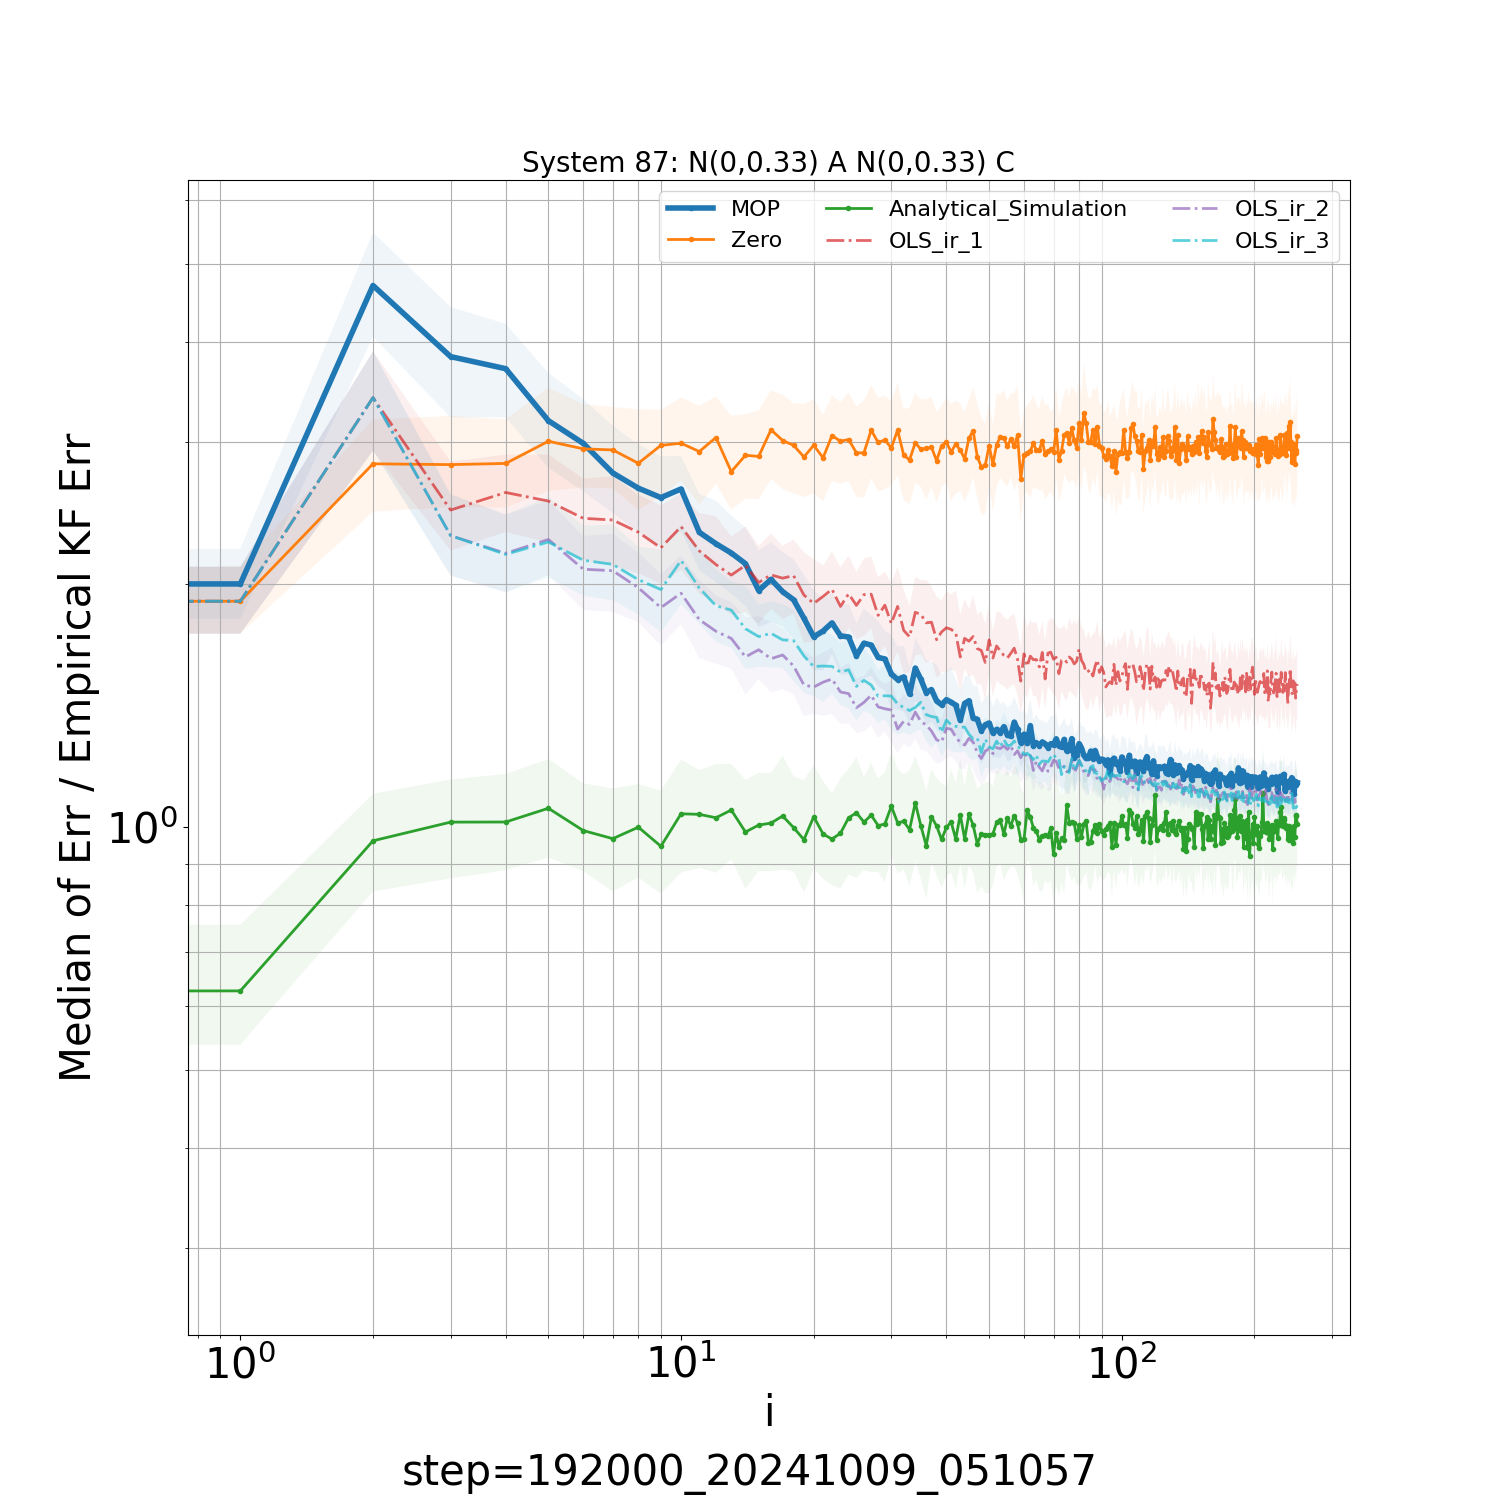 System 87: N(0,0.33) A N(0,0.33) C
MOP
Zero
Analytical_Simulation
OLS_ir_1
OLS_ir_2
OLS_ir_3
Median of Err / Empirical KF Err
10⁰
10⁰ 10¹ 10²
i
step=192000_20241009_051057